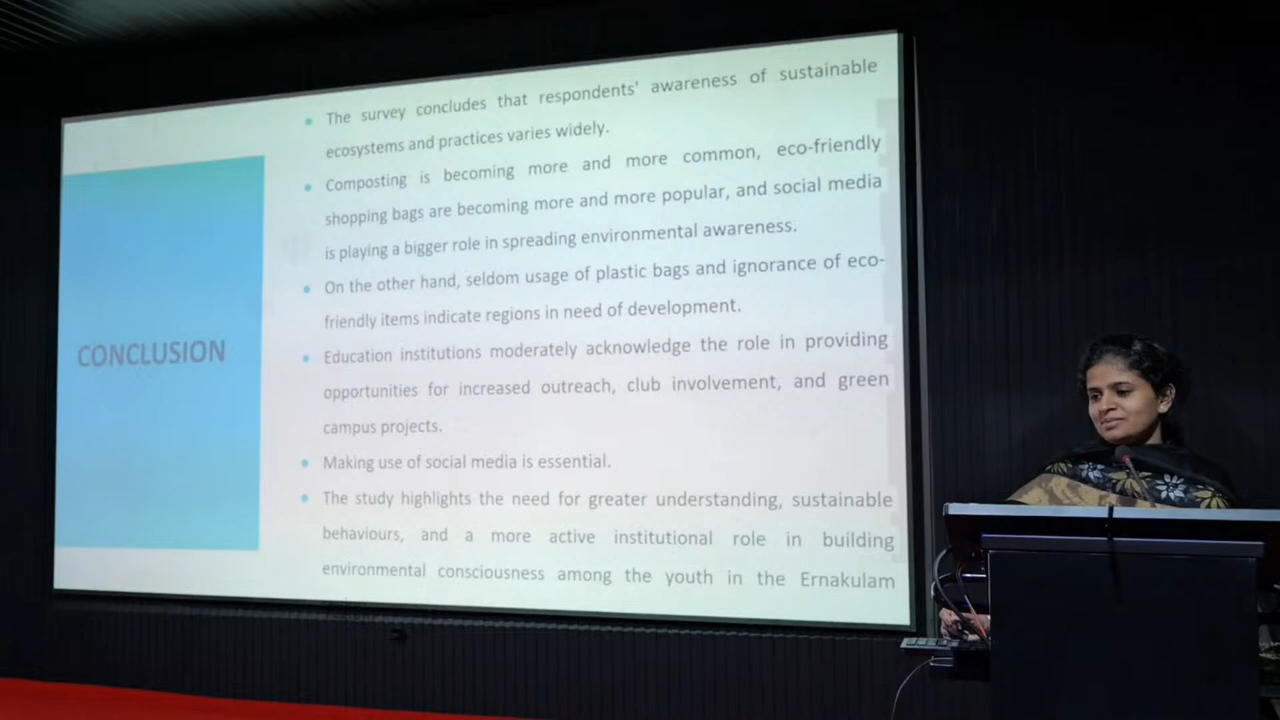 CONCLUSION
The survey concludes that respondents' awareness of sustainable
ecosystems and practices varies widely.
Composting is becoming more and more common, eco-friendly
shopping bags are becoming more and more popular, and social media
is playing a bigger role in spreading environmental awareness.
On the other hand, seldom usage of plastic bags and ignorance of eco-
friendly items indicate regions in need of development.
Education institutions moderately acknowledge the role in providing
opportunities for increased outreach, club involvement, and green
campus projects.
Making use of social media is essential.
The study highlights the need for greater understanding, sustainable
behaviours, and a more active institutional role in building
environmental consciousness among the youth in the Ernakulam